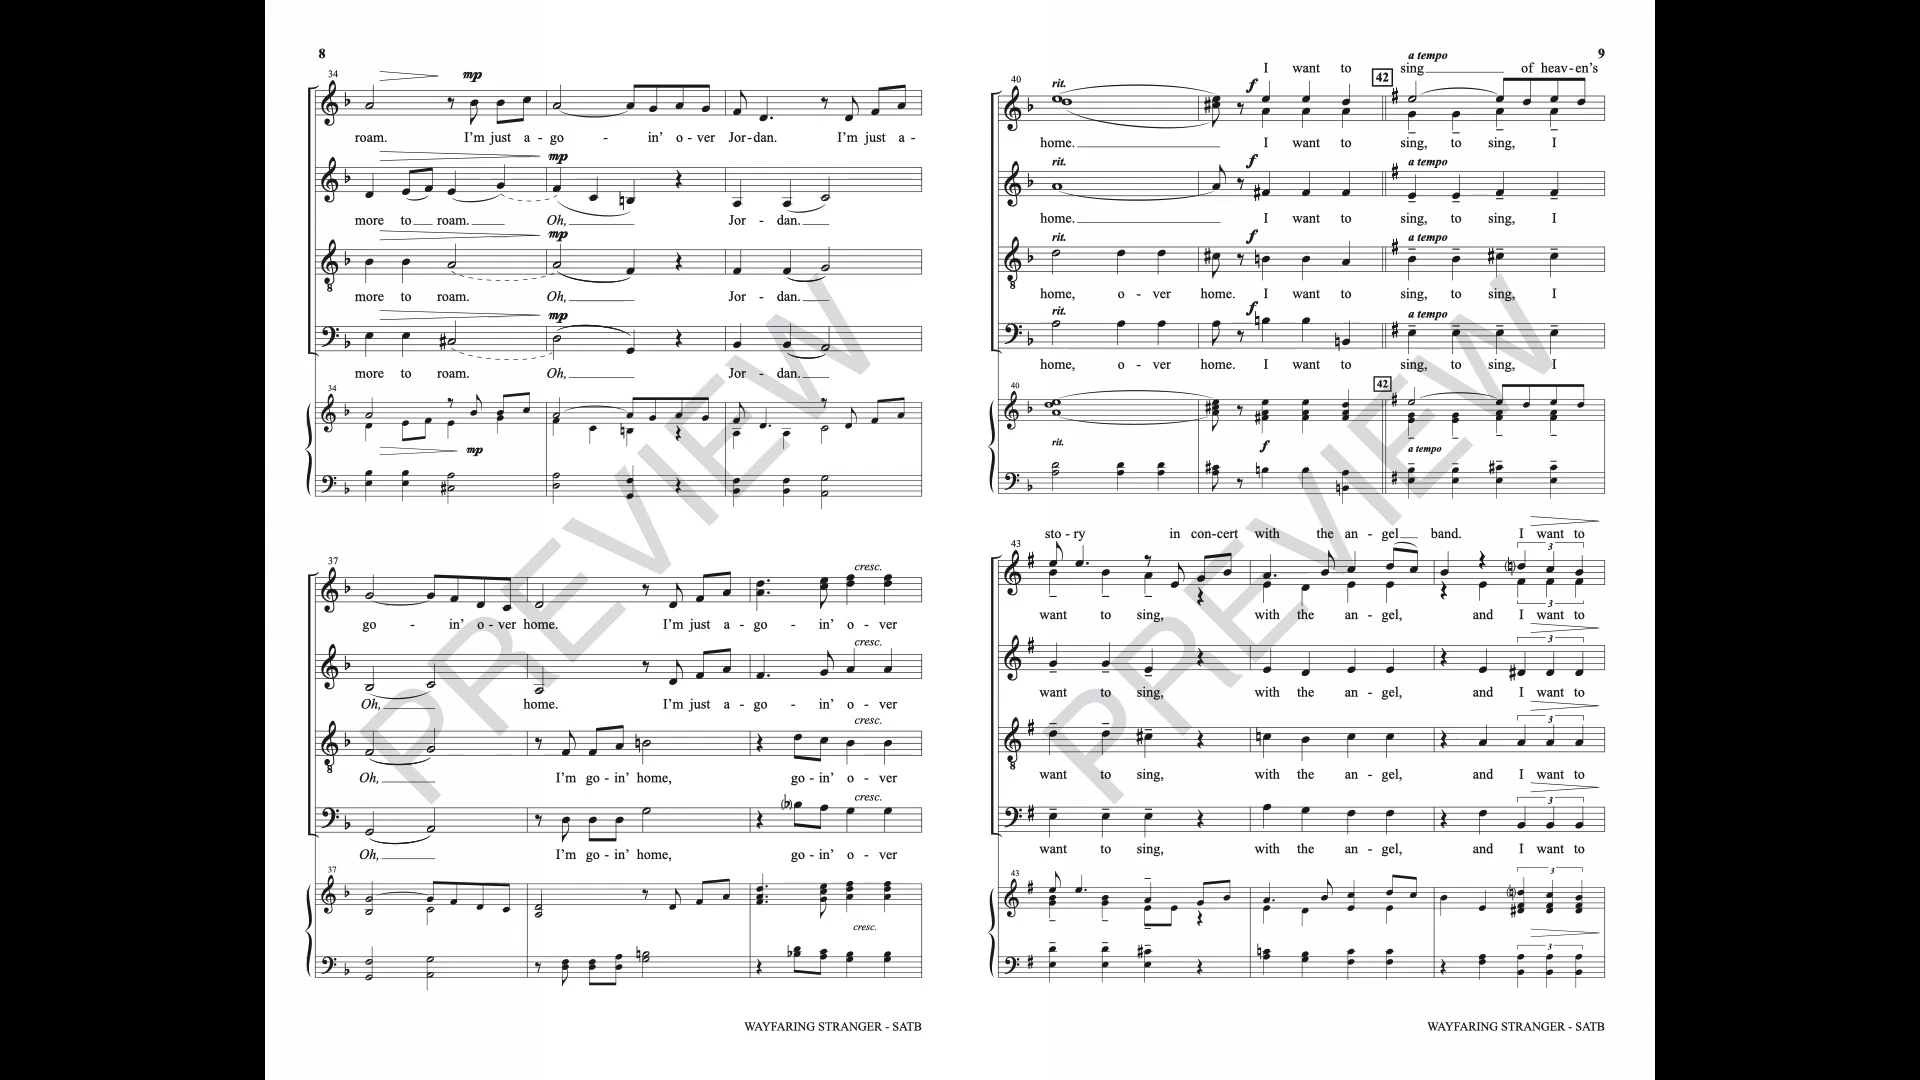 8
34
mp
roam. I'm just a - go - in' o - ver Jor - dan. I'm just a -
mp
more to roam. Oh, Jor - dan.
mp
more to roam. Oh, Jor - dan.
mp
more to roam. Oh, Jor - dan.
34
mp
37
cresc.
go - in' o - ver home. I'm just a - go - in' o - ver
cresc.
Oh, home. I'm just a - go - in' o - ver
cresc.
Oh, I'm go - in' home, go - in' o - ver
cresc.
Oh, I'm go - in' home, go - in' o - ver
37
cresc.
WAYFARING STRANGER - SATB
9
a tempo
I want to sing of heav - en's
40 rit. f 42
home. I want to sing, to sing, I
rit. f a tempo
home. I want to sing, to sing, I
rit. f a tempo
home, o - ver home. I want to sing, to sing, I
rit. f a tempo
home, o - ver home. I want to sing, to sing, I
40 42
rit. f a tempo
sto - ry in con - cert with the an - gel band. I want to
43 3
want to sing, with the an - gel, and I want to
3
3
want to sing, with the an - gel, and I want to
3
want to sing, with the an - gel, and I want to
3
want to sing, with the an - gel, and I want to
43 3
3
WAYFARING STRANGER - SATB
PREVIEW
PREVIEW